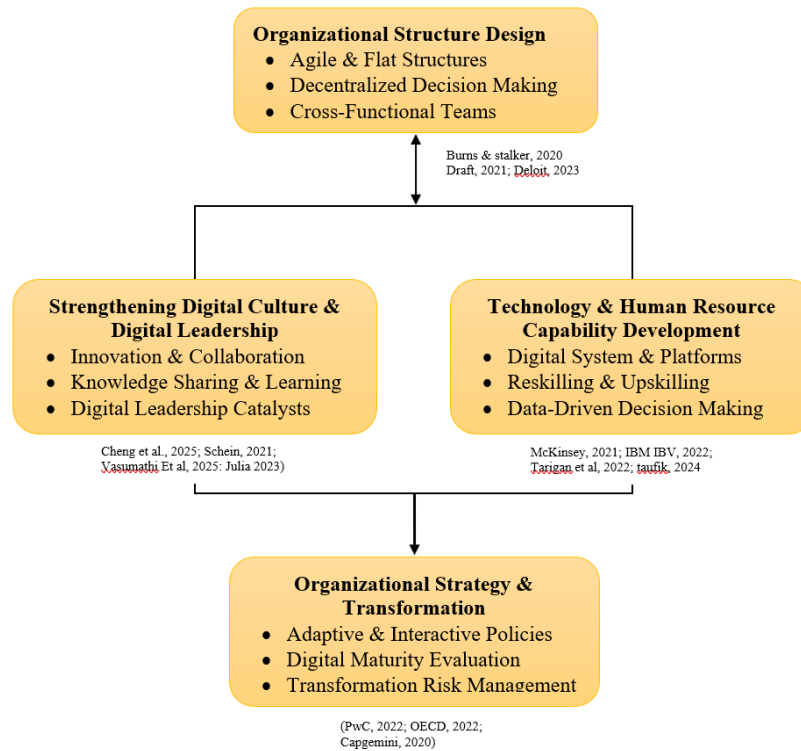 Organizational Structure Design
• Agile & Flat Structures
• Decentralized Decision Making
• Cross-Functional Teams
Burns & stalker, 2020
Draft, 2021; Deloit, 2023
Strengthening Digital Culture &
Digital Leadership
• Innovation & Collaboration
• Knowledge Sharing & Learning
• Digital Leadership Catalysts
Cheng et al., 2025; Schein, 2021;
Vasumathi Et al, 2025: Julia 2023)
Technology & Human Resource
Capability Development
• Digital System & Platforms
• Reskilling & Upskilling
• Data-Driven Decision Making
McKinsey, 2021; IBM IBV, 2022;
Tarigan et al, 2022; taufik, 2024
Organizational Strategy &
Transformation
• Adaptive & Interactive Policies
• Digital Maturity Evaluation
• Transformation Risk Management
(PwC, 2022; OECD, 2022;
Capgemini, 2020)